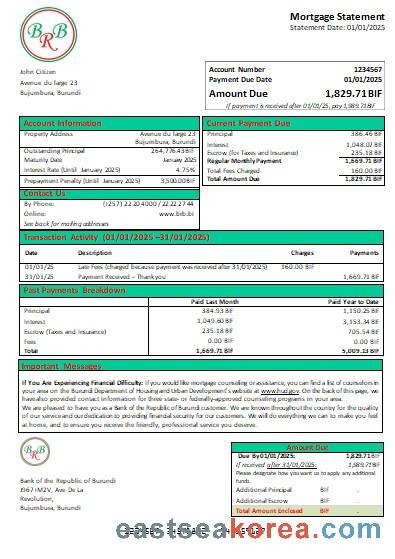 BRB
Mortgage Statement
Statement Date: 01/01/2025
John Citizen
Avenue du large 23
Bujumbura, Burundi
Account Number 1234567
Payment Due Date 01/01/2025
Amount Due 1,829.71 BIF
If payment is received after 01/01/25, pay 1,989.71 BIF
Account Information
Property Address Avenue du large 23
Bujumbura, Burundi
Outstanding Principal 264,776.43 BIF
Maturity Date January 2025
Interest Rate (Until January 2025) 4.75%
Prepayment Penalty (Until January 2025) 3,500.00 BIF
Contact Us
By Phone: (+257) 22 20 4000 / 22 22 27 44
Online: www.brb.bi
See back for mailing addresses
Current Payment Due
Principal 386.46 BIF
Interest 1,048.07 BIF
Escrow (for Taxes and Insurance) 235.18 BIF
Regular Monthly Payment 1,669.71 BIF
Total Fees Charged 160.00 BIF
Total Amount Due 1,829.71 BIF
Transaction Activity (01/01/2025 –31/01/2025)
Date Description Charges Payments
01/01/25 Late Fees (charged because payment was received after 31/01/2025) 160.00 BIF
31/01/25 Payment Received – Thank you 1,669.71 BIF
Past Payments Breakdown
Paid Last Month Paid Year to Date
Principal 384.93 BIF 1,150.25 BIF
Interest 1,049.60 BIF 3,153.34 BIF
Escrow (Taxes and Insurance) 235.18 BIF 705.54 BIF
Fees 0.00 BIF 0.00 BIF
Total 1,669.71 BIF 5,009.13 BIF
Important Messages
If You Are Experiencing Financial Difficulty: If you would like mortgage counseling or assistance, you can find a list of counselors in
your area on the Burundi Department of Housing and Urban Development's website at www.hud.gov. On the back of this page, we
have also provided contact information for three state- or federally-approved counseling programs in your area.
We are pleased to have you as a Bank of the Republic of Burundi customer. We are known throughout the country for the quality
of our service and our dedication to providing financial security for our customers. We will do everything we can to make you feel
at home, and to ensure you receive the friendly, professional service you deserve.
BRB
Bank of the Republic of Burundi
J967+M2V, Ave De La
Revolution,
Bujumbura, Burundi
Amount Due
Due By 01/01/2025: 1,829.71 BIF
If received after 31/01/2025: 1,989.71 BIF
Please designate how you want us to apply any additional
funds.
Additional Principal BIF .
Additional Escrow BIF .
Total Amount Enclosed BIF .
easteeakorea.com